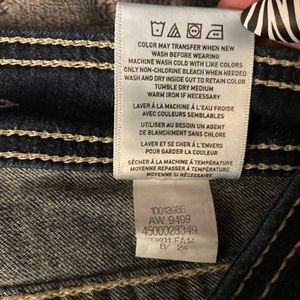 COLOR MAY TRANSFER WHEN NEW
WASH BEFORE WEARING
MACHINE WASH COLD WITH LIKE COLORS
ONLY NON-CHLORINE BLEACH WHEN NEEDED
WASH AND DRY INSIDE OUT TO RETAIN COLOR
TUMBLE DRY MEDIUM
WARM IRON IF NECESSARY
LAVER À LA MACHINE À L'EAU FROIDE
AVEC COULEURS SEMBLABLES
UTILISER AU BESOIN UN AGENT
DE BLANCHIMENT SANS CHLORE
LAVER ET SÉCHER À L'ENVERS
POUR GARDER LA COULEUR
SÉCHER À LA MACHINE À TEMPÉRATURE
MOYENNE REPASSER À TEMPÉRATURE
MOYENNE SI NÉCESSAIRE
10013935
AW 9499
4500028349
FA14
24